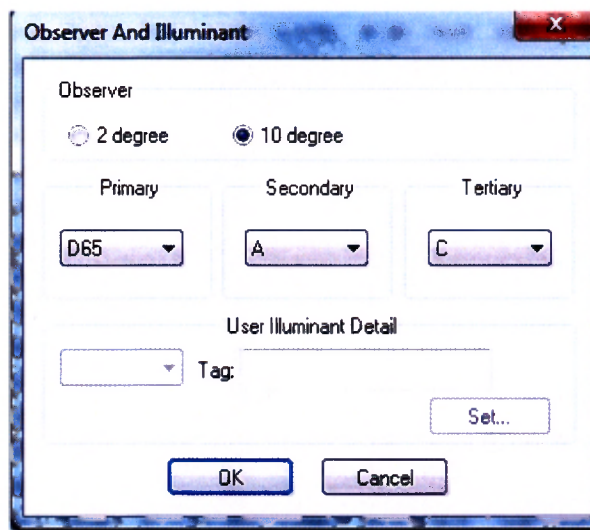 Observer And Illuminant
x
Observer
2 degree 10 degree
Primary Secondary Tertiary
D65 A C
User Illuminant Detail
Tag:
Set...
OK Cancel